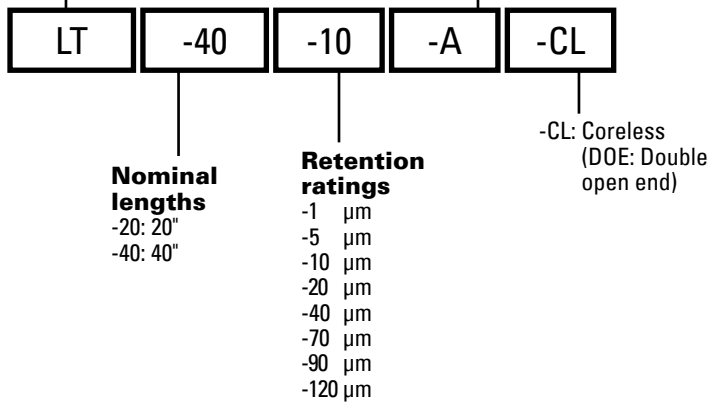 LT -40 -10 -A -CL
Nominal
lengths
-20: 20"
-40: 40"
Retention
ratings
-1 µm
-5 µm
-10 µm
-20 µm
-40 µm
-70 µm
-90 µm
-120 µm
-CL: Coreless
(DOE: Double
open end)